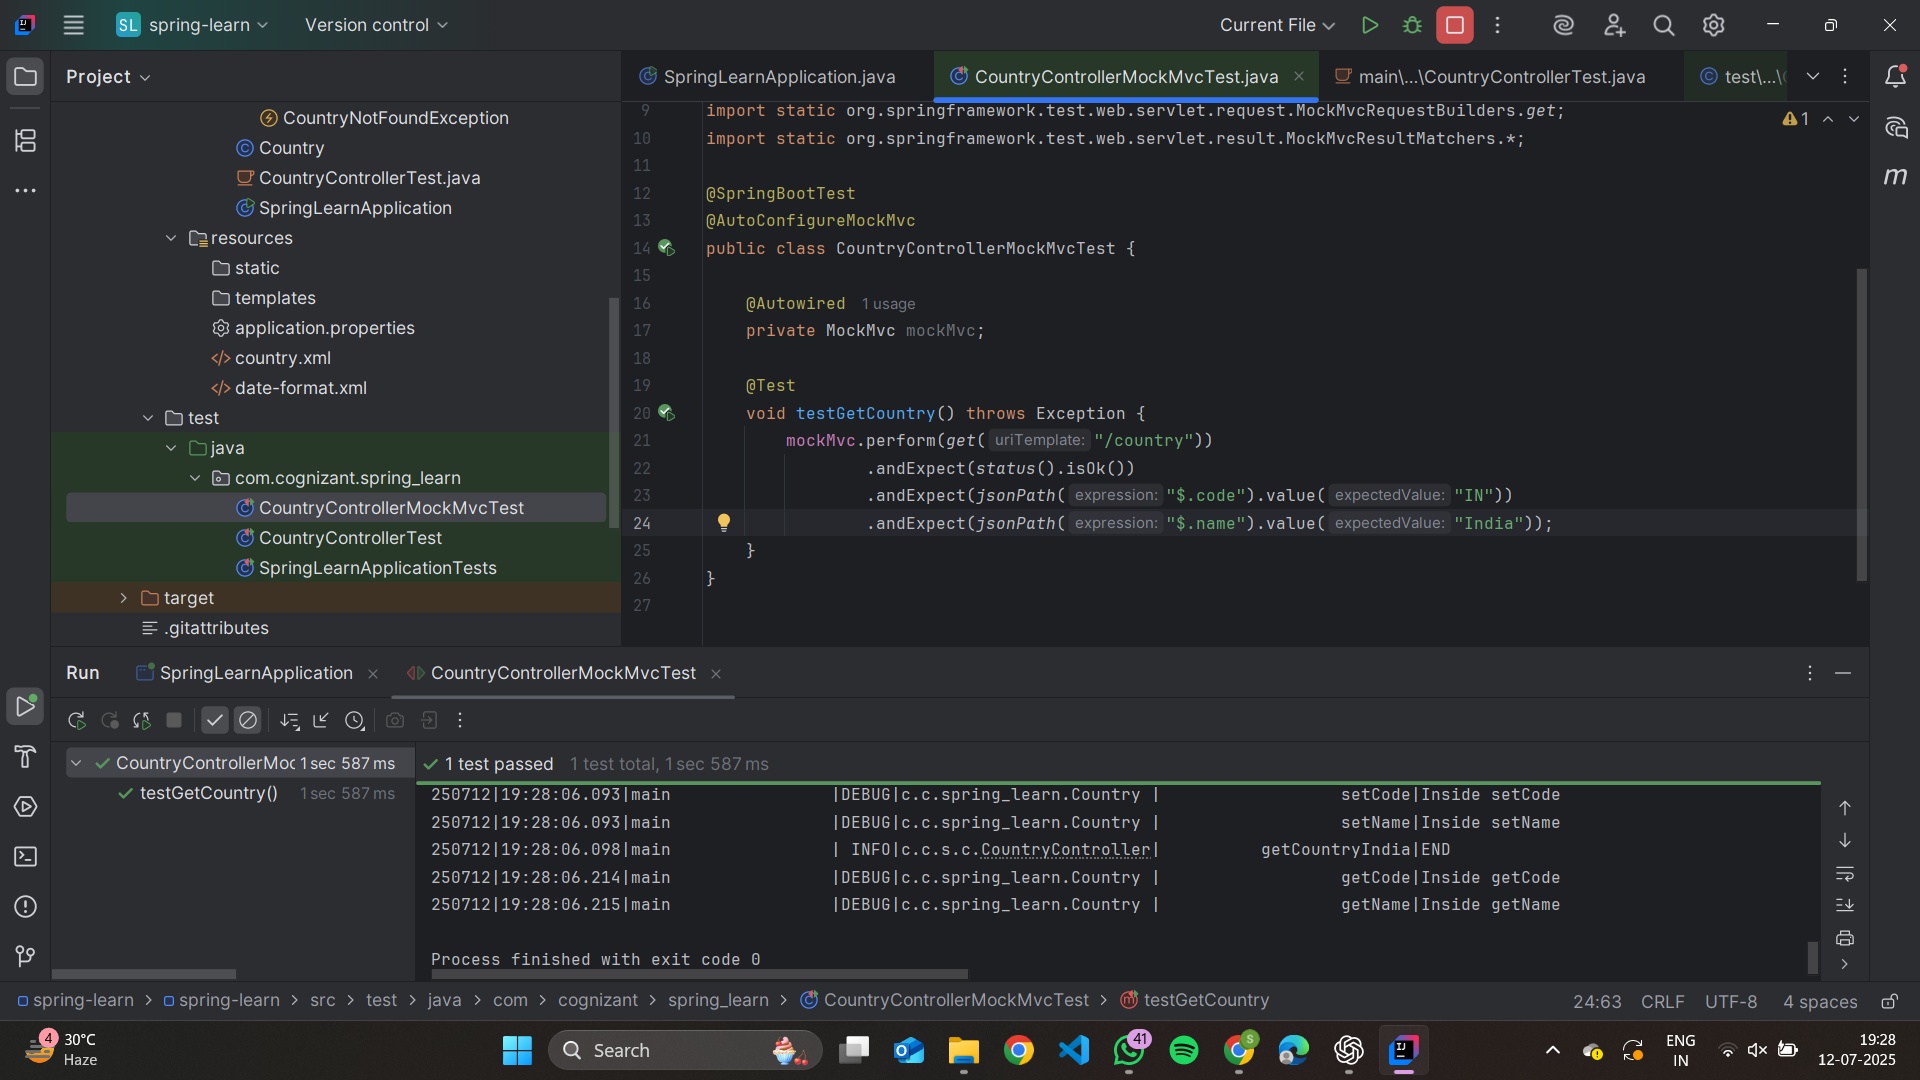 SL spring-learn Version control Current File
Project
SpringLearnApplication.java CountryControllerMockMvcTest.java main\...\CountryControllerTest.java test\...\
CountryNotFoundException
Country
CountryControllerTest.java
SpringLearnApplication
resources
static
templates
application.properties
country.xml
date-format.xml
test
java
com.cognizant.spring_learn
CountryControllerMockMvcTest
CountryControllerTest
SpringLearnApplicationTests
target
.gitattributes
9 import static org.springframework.test.web.servlet.request.MockMvcRequestBuilders.get;
10 import static org.springframework.test.web.servlet.result.MockMvcResultMatchers.*;
11
12 @SpringBootTest
13 @AutoConfigureMockMvc
14 public class CountryControllerMockMvcTest {
15
16 @Autowired 1 usage
17 private MockMvc mockMvc;
18
19 @Test
20 void testGetCountry() throws Exception {
21 mockMvc.perform(get( uriTemplate: "/country"))
22 .andExpect(status().isOk())
23 .andExpect(jsonPath( expression: "$.code").value( expectedValue: "IN"))
24 .andExpect(jsonPath( expression: "$.name").value( expectedValue: "India"));
25 }
26 }
27
1
m
Run SpringLearnApplication CountryControllerMockMvcTest
CountryControllerMoc 1 sec 587 ms
testGetCountry() 1 sec 587 ms
1 test passed 1 test total, 1 sec 587 ms
250712|19:28:06.093|main |DEBUG|c.c.spring_learn.Country | setCode|Inside setCode
250712|19:28:06.093|main |DEBUG|c.c.spring_learn.Country | setName|Inside setName
250712|19:28:06.098|main | INFO|c.c.s.c.CountryController| getCountryIndia|END
250712|19:28:06.214|main |DEBUG|c.c.spring_learn.Country | getCode|Inside getCode
250712|19:28:06.215|main |DEBUG|c.c.spring_learn.Country | getName|Inside getName
Process finished with exit code 0
spring-learn > spring-learn > src > test > java > com > cognizant > spring_learn > CountryControllerMockMvcTest > testGetCountry 24:63 CRLF UTF-8 4 spaces
4 30°C
Haze
Search
41
S
ENG
IN
19:28
12-07-2025